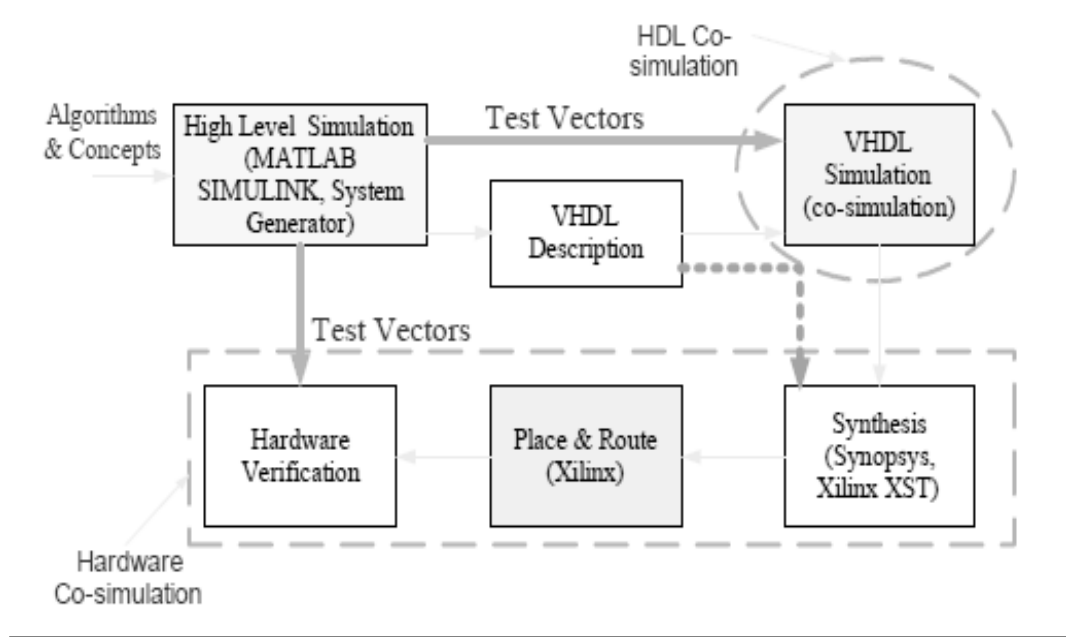 HDL Co-
simulation
Algorithms
& Concepts
High Level Simulation
(MATLAB
SIMULINK, System
Generator)
Test Vectors
VHDL
Simulation
(co-simulation)
VHDL
Description
Test Vectors
Hardware
Verification
Place & Route
(Xilinx)
Synthesis
(Synopsys,
Xilinx XST)
Hardware
Co-simulation